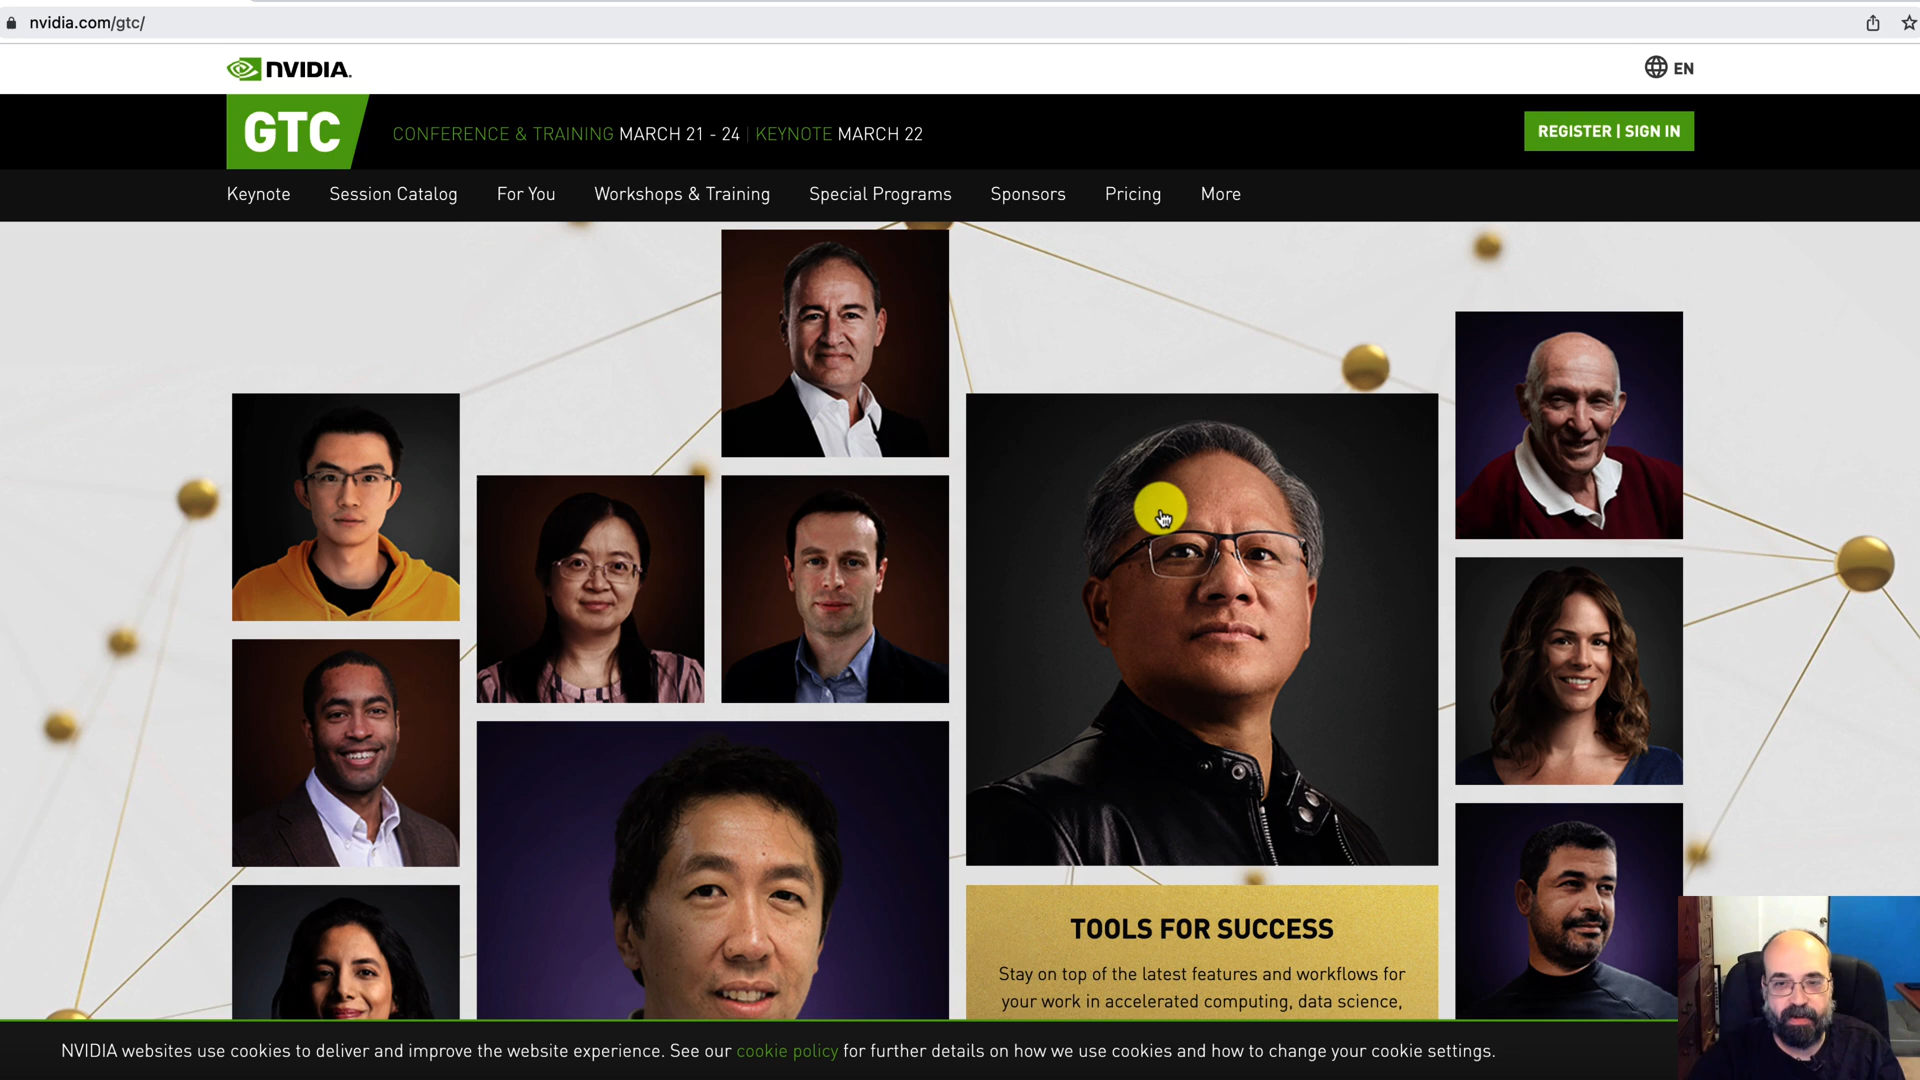 nvidia.com/gtc/
NVIDIA.
EN
GTC
CONFERENCE & TRAINING MARCH 21 - 24 | KEYNOTE MARCH 22
REGISTER | SIGN IN
Keynote Session Catalog For You Workshops & Training Special Programs Sponsors Pricing More
TOOLS FOR SUCCESS
Stay on top of the latest features and workflows for
your work in accelerated computing, data science,
NVIDIA websites use cookies to deliver and improve the website experience. See our cookie policy for further details on how we use cookies and how to change your cookie settings.